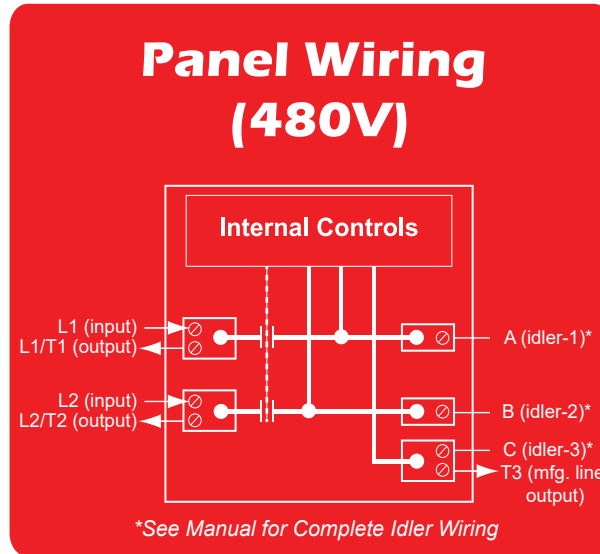 Panel Wiring
(480V)
Internal Controls
L1 (input)
L1/T1 (output)
A (idler-1)*
L2 (input)
L2/T2 (output)
B (idler-2)*
C (idler-3)*
T3 (mfg. line
output)
*See Manual for Complete Idler Wiring